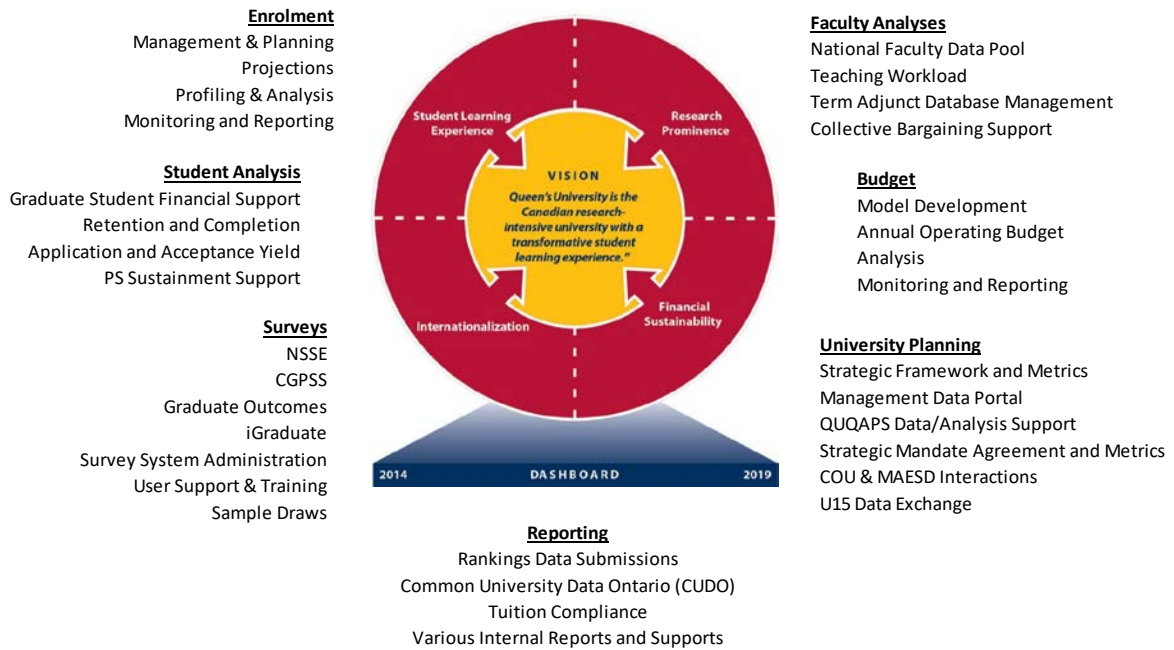 Enrolment
Management & Planning
Projections
Profiling & Analysis
Monitoring and Reporting
Student Analysis
Graduate Student Financial Support
Retention and Completion
Application and Acceptance Yield
PS Sustainment Support
Surveys
NSSE
CGPSS
Graduate Outcomes
iGraduate
Survey System Administration
User Support & Training
Sample Draws
Student Learning
Experience
Research
Prominence
VISION
Queen's University is the
Canadian research-
intensive university with a
transformative student
learning experience.”
Internationalization
Financial
Sustainability
2014 DASHBOARD 2019
Faculty Analyses
National Faculty Data Pool
Teaching Workload
Term Adjunct Database Management
Collective Bargaining Support
Budget
Model Development
Annual Operating Budget
Analysis
Monitoring and Reporting
University Planning
Strategic Framework and Metrics
Management Data Portal
QUQAPS Data/Analysis Support
Strategic Mandate Agreement and Metrics
COU & MAESD Interactions
U15 Data Exchange
Reporting
Rankings Data Submissions
Common University Data Ontario (CUDO)
Tuition Compliance
Various Internal Reports and Supports